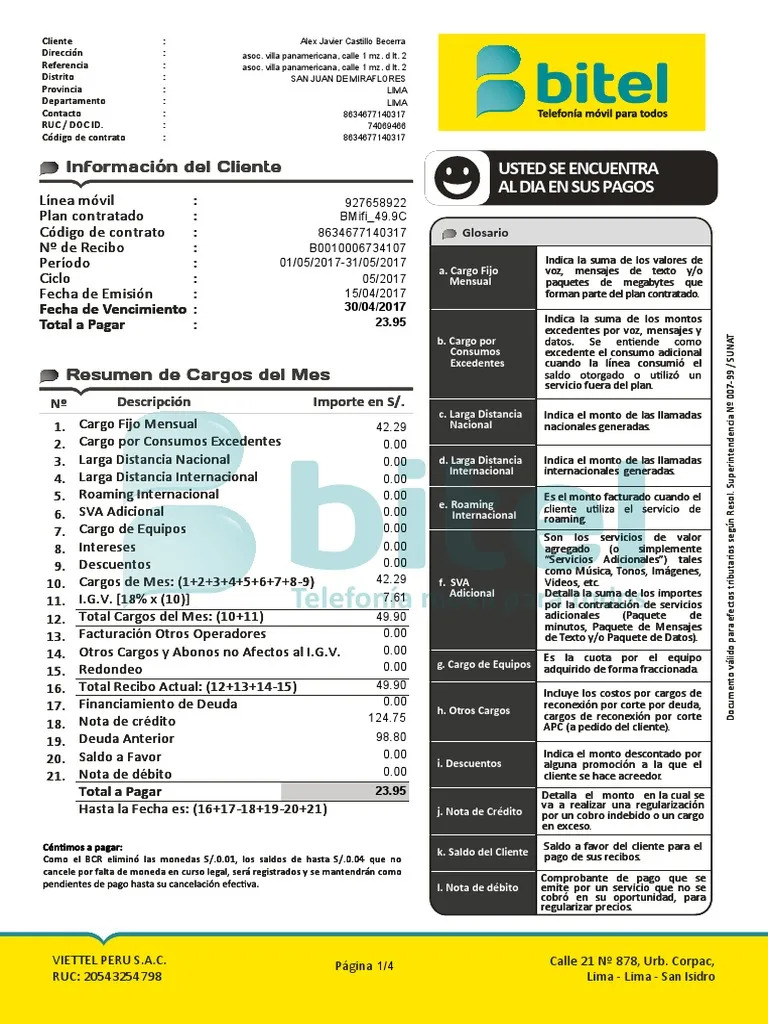 Cliente : Alex Javier Castillo Becerra
Dirección : asoc. villa panamericana, calle 1 mz. d lt. 2
Referencia : asoc. villa panamericana, calle 1 mz. d lt. 2
Distrito : SAN JUAN DE MIRAFLORES
Provincia : LIMA
Departamento : LIMA
Contacto : 8634677140317
RUC / DOC ID. : 74069466
Código de contrato : 8634677140317
bitel
Telefonía móvil para todos
Información del Cliente
Línea móvil : 927658922
Plan contratado : BMifi_49.9C
Código de contrato : 8634677140317
Nº de Recibo : B0010006734107
Período : 01/05/2017-31/05/2017
Ciclo : 05/2017
Fecha de Emisión : 15/04/2017
Fecha de Vencimiento : 30/04/2017
Total a Pagar : 23.95
USTED SE ENCUENTRA
AL DIA EN SUS PAGOS
Resumen de Cargos del Mes
Nº Descripción Importe en S/.
1. Cargo Fijo Mensual 42.29
2. Cargo por Consumos Excedentes 0.00
3. Larga Distancia Nacional 0.00
4. Larga Distancia Internacional 0.00
5. Roaming Internacional 0.00
6. SVA Adicional 0.00
7. Cargo de Equipos 0.00
8. Intereses 0.00
9. Descuentos 0.00
10. Cargos de Mes: (1+2+3+4+5+6+7+8-9) 42.29
11. I.G.V. [18% x (10)] 7.61
12. Total Cargos del Mes: (10+11) 49.90
13. Facturación Otros Operadores 0.00
14. Otros Cargos y Abonos no Afectos al I.G.V. 0.00
15. Redondeo 0.00
16. Total Recibo Actual: (12+13+14-15) 49.90
17. Financiamiento de Deuda 0.00
18. Nota de crédito 124.75
19. Deuda Anterior 98.80
20. Saldo a Favor 0.00
21. Nota de débito 0.00
Total a Pagar 23.95
Hasta la Fecha es: (16+17-18+19-20+21)
bitel
Telefonía móvil para todos
Céntimos a pagar:
Como el BCR eliminó las monedas S/.0.01, los saldos de hasta S/.0.04 que no
cancele por falta de moneda en curso legal, será registrados y se mantendrán como
pendientes de pago hasta su cancelación efectiva.
Glosario
a. Cargo Fijo
Mensual
Indica la suma de los valores de
voz, mensajes de texto y/o
paquetes de megabytes que
forman parte del plan contratado.
b. Cargo por
Consumos
Excedentes
Indica la suma de los montos
excedentes por voz, mensajes y
datos. Se entiende como
excedente el consumo adicional
cuando la línea consumió el
saldo otorgado o utilizó un
servicio fuera del plan.
c. Larga Distancia
Nacional
Indica el monto de las llamadas
nacionales generadas.
d. Larga Distancia
Internacional
Indica el monto de las llamadas
internacionales generadas.
e. Roaming
Internacional
Es el monto facturado cuando el
cliente utiliza el servicio de
roaming.
f. SVA
Adicional
Son los servicios de valor
agregado (o simplemente
“Servicios Adicionales”) tales
como Música, Tonos, Imágenes,
Videos, etc.
Detalla la suma de los importes
por la contratación de servicios
adicionales (Paquete de
minutos, Paquete de Mensajes
de Texto y/o Paquete de Datos).
g. Cargo de Equipos
Es la cuota por el equipo
adquirido de forma fraccionada.
h. Otros Cargos
Incluye los costos por cargos de
reconexión por corte por deuda,
cargos de reconexión por corte
APC (a pedido del cliente).
i. Descuentos
Indica el monto descontado por
alguna promoción a la que el
cliente se hace acreedor.
j. Nota de Crédito
Detalla el monto en la cual se
va a realizar una regularización
por un cobro indebido o un cargo
en exceso.
k. Saldo del Cliente
Saldo a favor del cliente para el
pago de sus recibos.
l. Nota de débito
Comprobante de pago que se
emite por un servicio que no se
cobró en su oportunidad, para
regularizar precios.
Documento válido para efectos tributarios según Resol. Superintendencia Nº 007-99 / SUNAT
VIETTEL PERU S.A.C.
RUC: 20543254798
Página 1/4
Calle 21 Nº 878, Urb. Corpac,
Lima - Lima - San Isidro